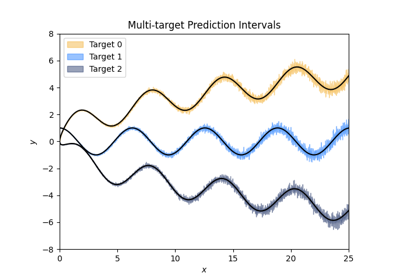 Multi-target Prediction Intervals
8
6
4
2
0
−2
−4
−6
−8
y
Target 0
Target 1
Target 2
0 5 10 15 20 25
x